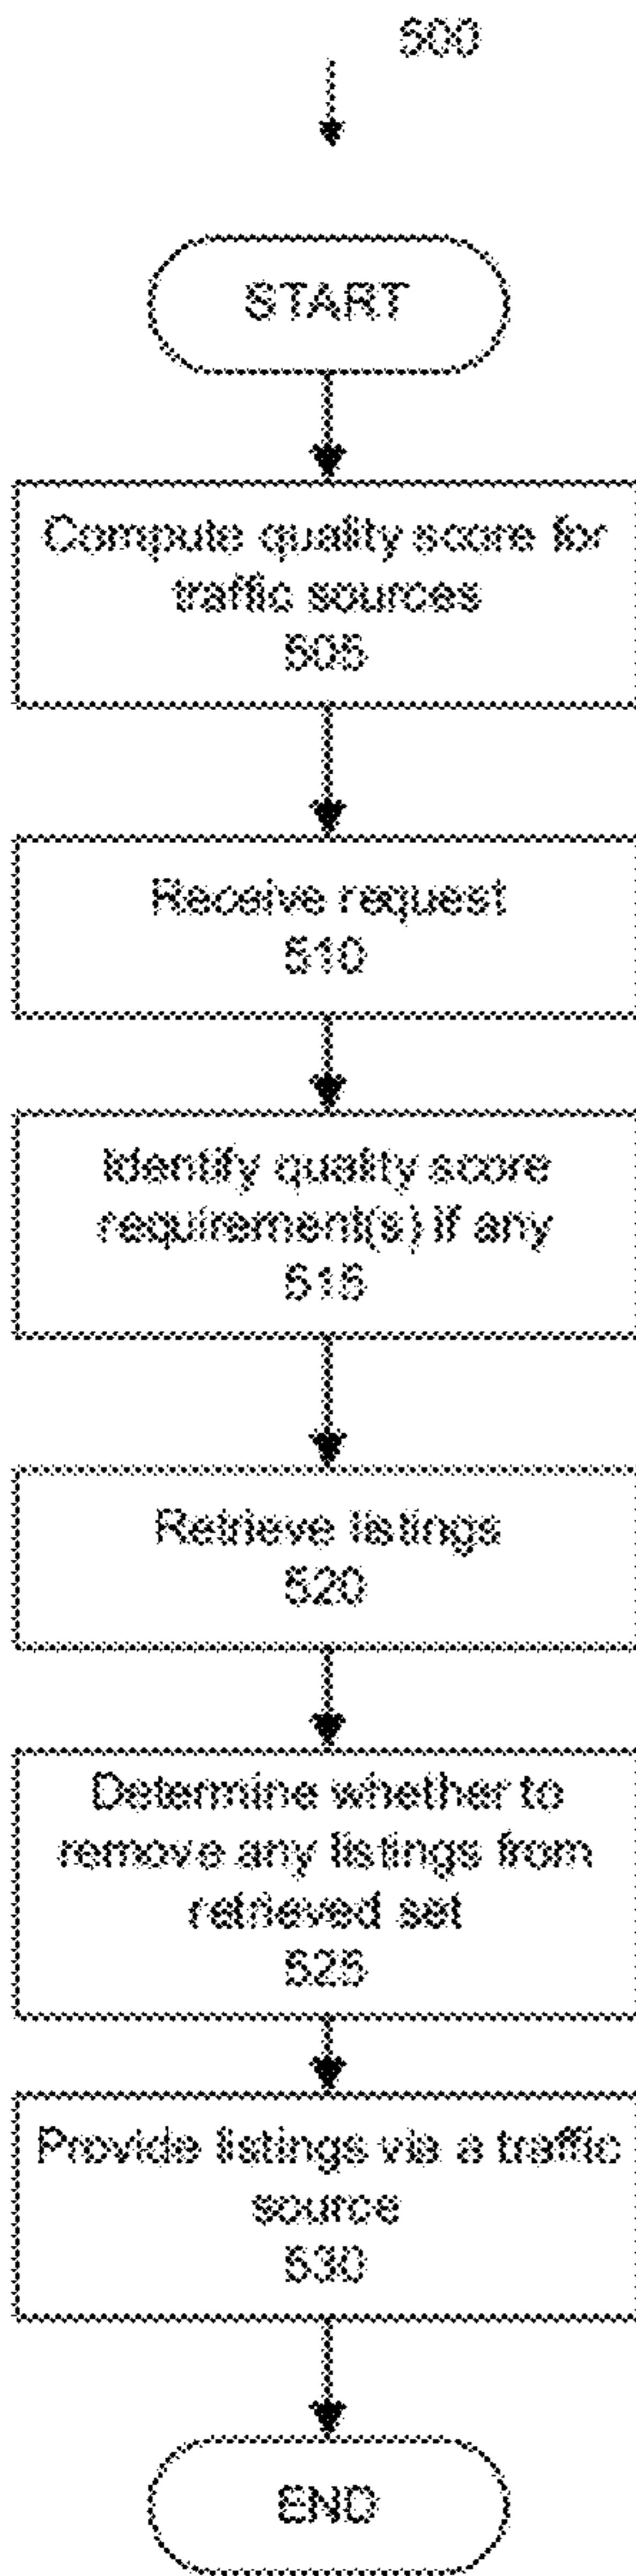 500
START
Compute quality score for
traffic sources
505
Receive request
510
Identify quality score
requirement(s) if any
515
Retrieve listings
520
Determine whether to
remove any listings from
retrieved set
525
Provide listings via a traffic
source
530
END